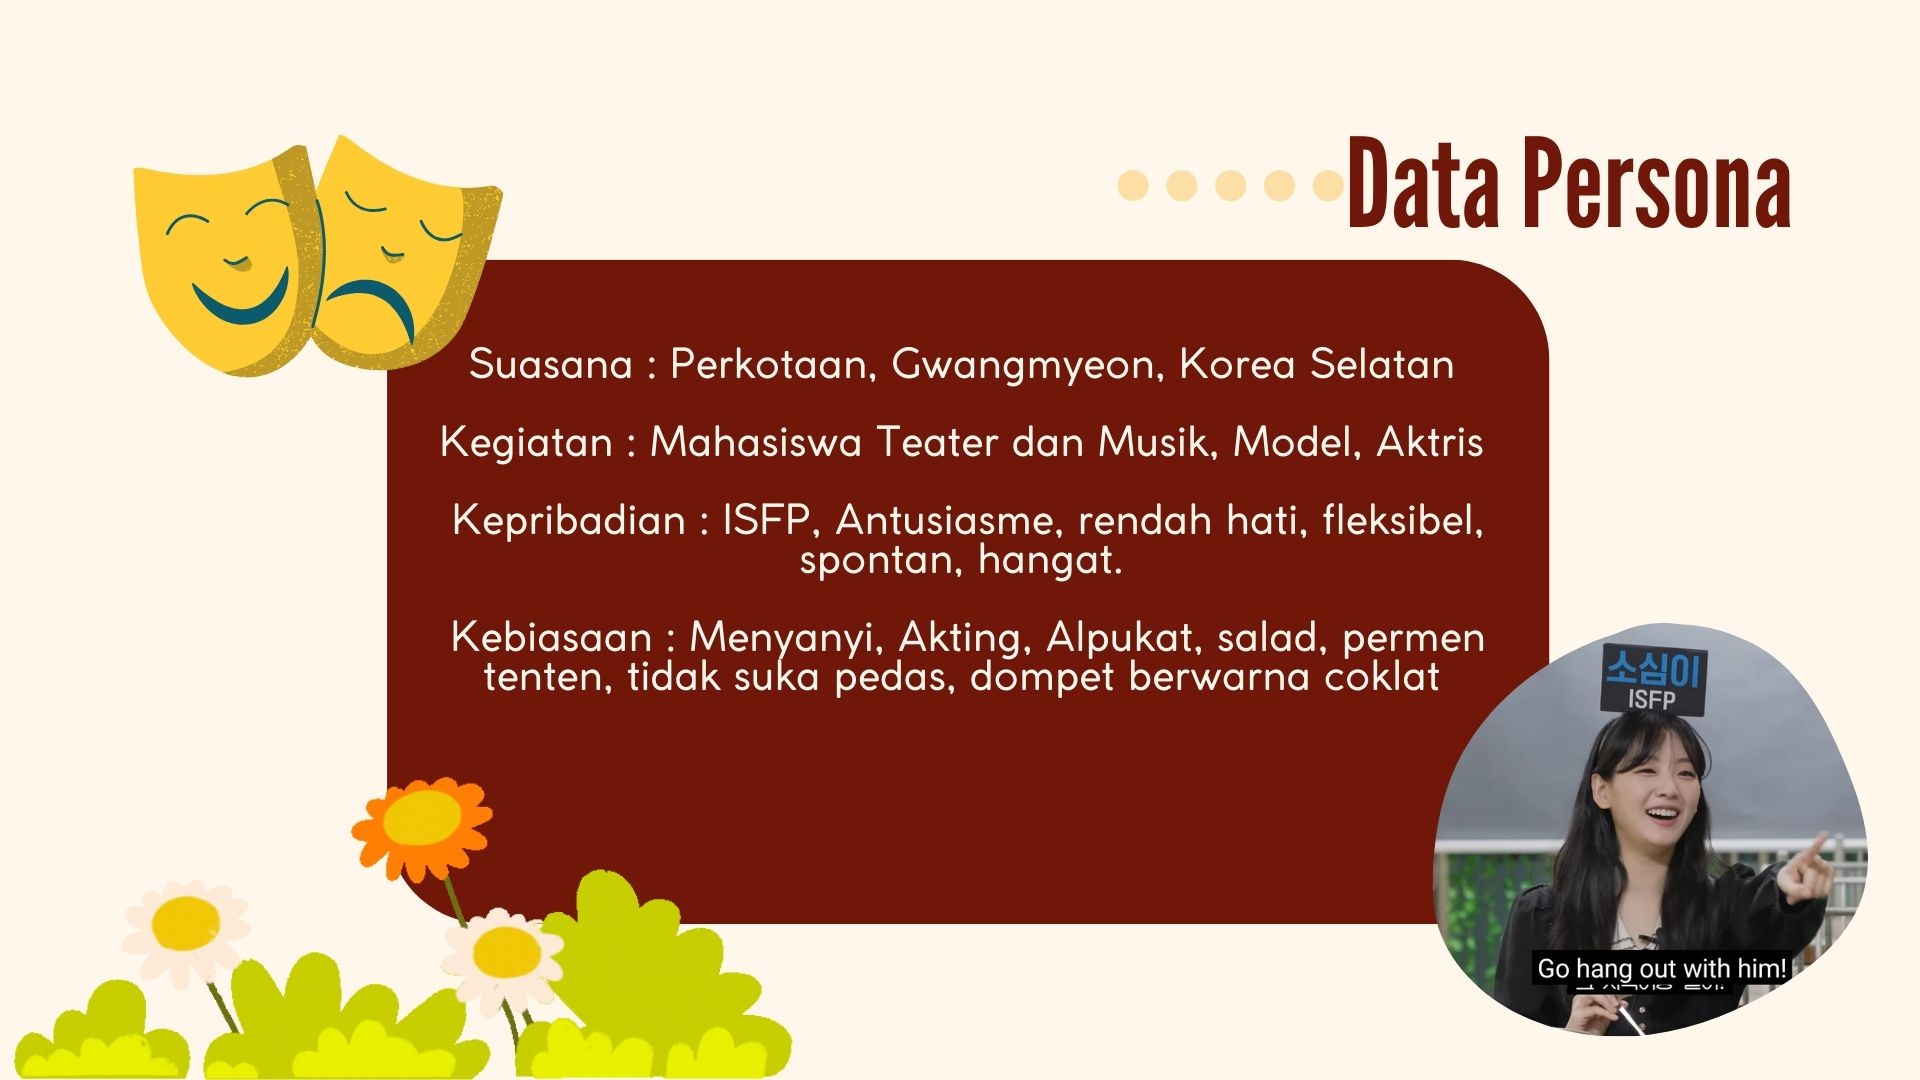 Data Persona
Suasana : Perkotaan, Gwangmyeon, Korea Selatan
Kegiatan : Mahasiswa Teater dan Musik, Model, Aktris
Kepribadian : ISFP, Antusiasme, rendah hati, fleksibel,
spontan, hangat.
Kebiasaan : Menyanyi, Akting, Alpukat, salad, permen
tenten, tidak suka pedas, dompet berwarna coklat
소심이
ISFP
Go hang out with him!